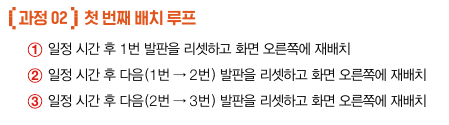 [과정 02] 첫 번째 배치 루프
① 일정 시간 후 1번 발판을 리셋하고 화면 오른쪽에 재배치
② 일정 시간 후 다음(1번 → 2번) 발판을 리셋하고 화면 오른쪽에 재배치
③ 일정 시간 후 다음(2번 → 3번) 발판을 리셋하고 화면 오른쪽에 재배치